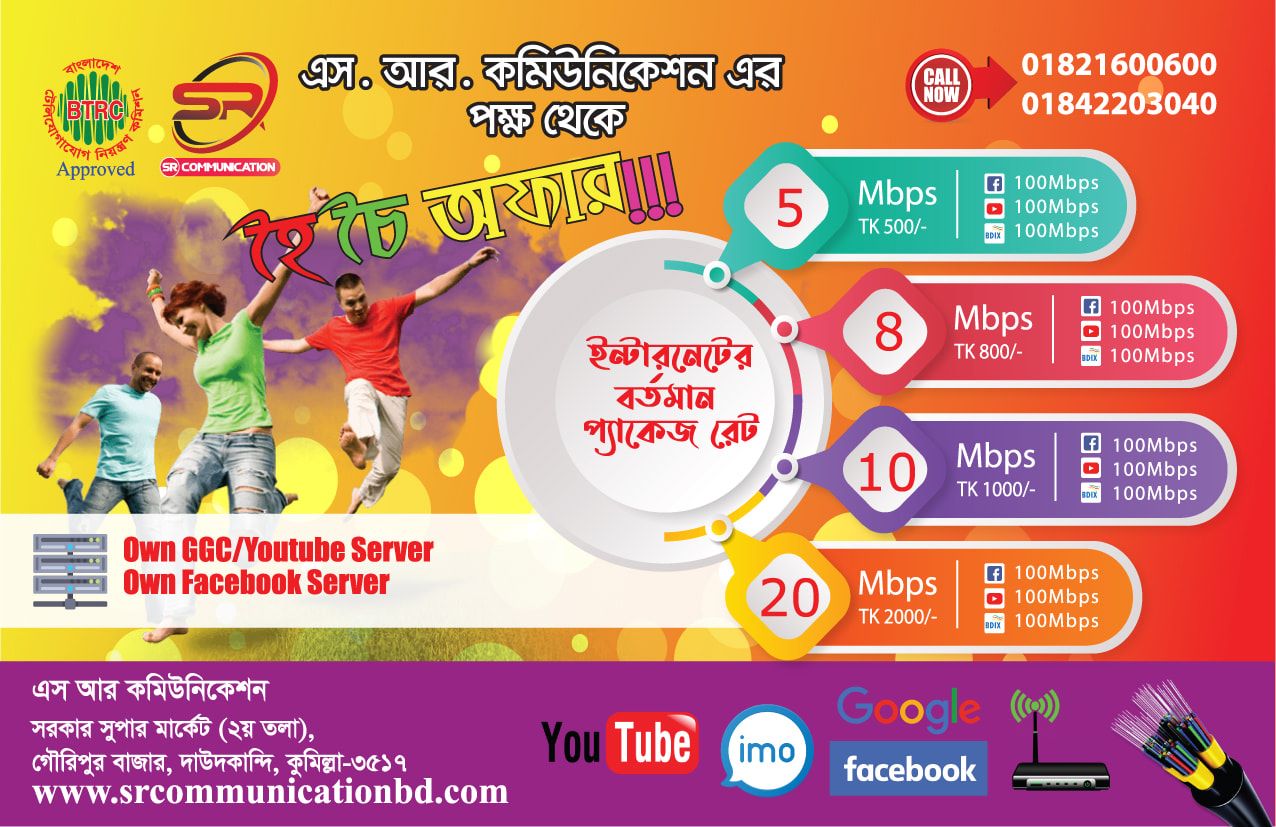 বাংলাদেশ
BTRC
টেলিযোগাযোগ নিয়ন্ত্রণ কমিশন
Approved
SR
SR COMMUNICATION
এস. আর. কমিউনিকেশন এর
পক্ষ থেকে
হৈ চৈ অফার!!!
CALL
NOW
01821600600
01842203040
ইন্টারনেটের
বর্তমান
প্যাকেজ রেট
5
Mbps
TK 500/-
100Mbps
100Mbps
BDIX 100Mbps
8
Mbps
TK 800/-
100Mbps
100Mbps
BDIX 100Mbps
10
Mbps
TK 1000/-
100Mbps
100Mbps
BDIX 100Mbps
20
Mbps
TK 2000/-
100Mbps
100Mbps
BDIX 100Mbps
Own GGC/Youtube Server
Own Facebook Server
এস আর কমিউনিকেশন
সরকার সুপার মার্কেট (২য় তলা),
গৌরিপুর বাজার, দাউদকান্দি, কুমিল্লা-৩৫১৭
www.srcommunicationbd.com
YouTube
imo
Google
facebook